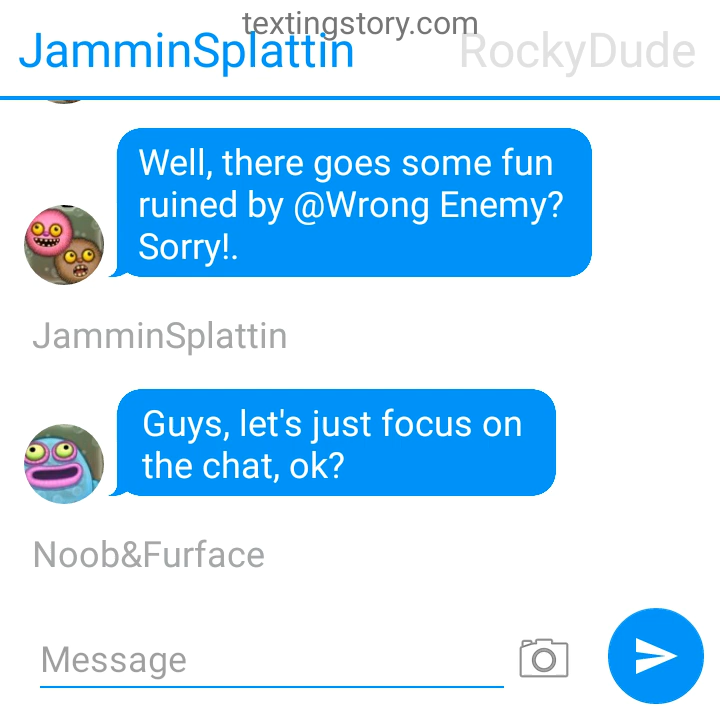 textingstory.com
JamminSplattin RockyDude
Well, there goes some fun
ruined by @Wrong Enemy?
Sorry!.
JamminSplattin
Guys, let's just focus on
the chat, ok?
Noob&Furface
Message